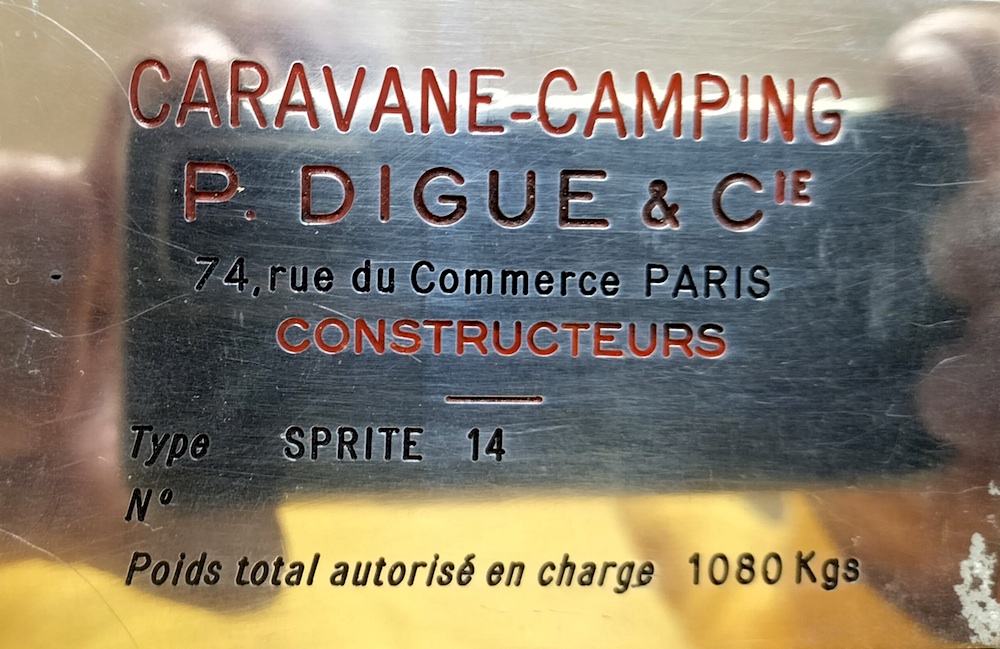 CARAVANE-CAMPING
P. DIGUE & CIE
74, rue du Commerce PARIS
CONSTRUCTEURS
Type SPRITE 14
N°
Poids total autorisé en charge 1080 Kgs